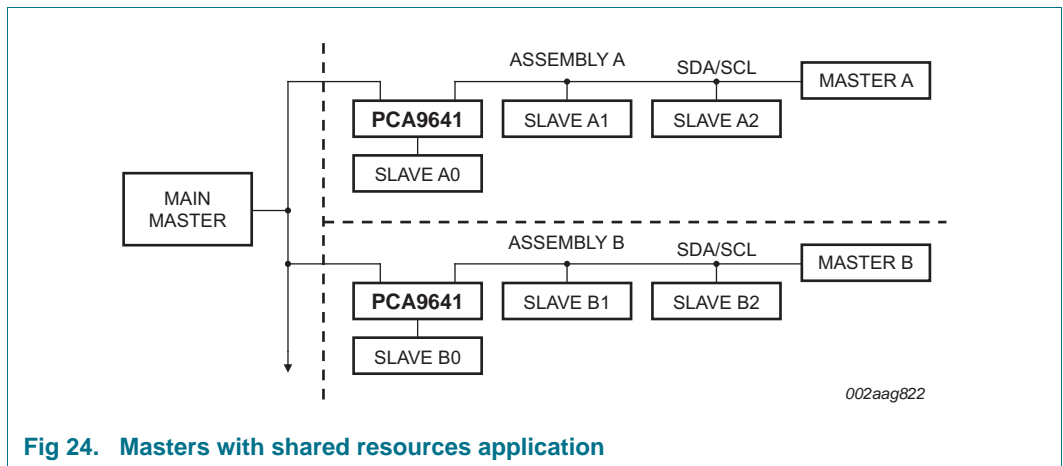 ASSEMBLY A
SDA/SCL
MASTER A
PCA9641
SLAVE A1
SLAVE A2
SLAVE A0
MAIN
MASTER
ASSEMBLY B
SDA/SCL
MASTER B
PCA9641
SLAVE B1
SLAVE B2
SLAVE B0
002aag822
Fig 24. Masters with shared resources application